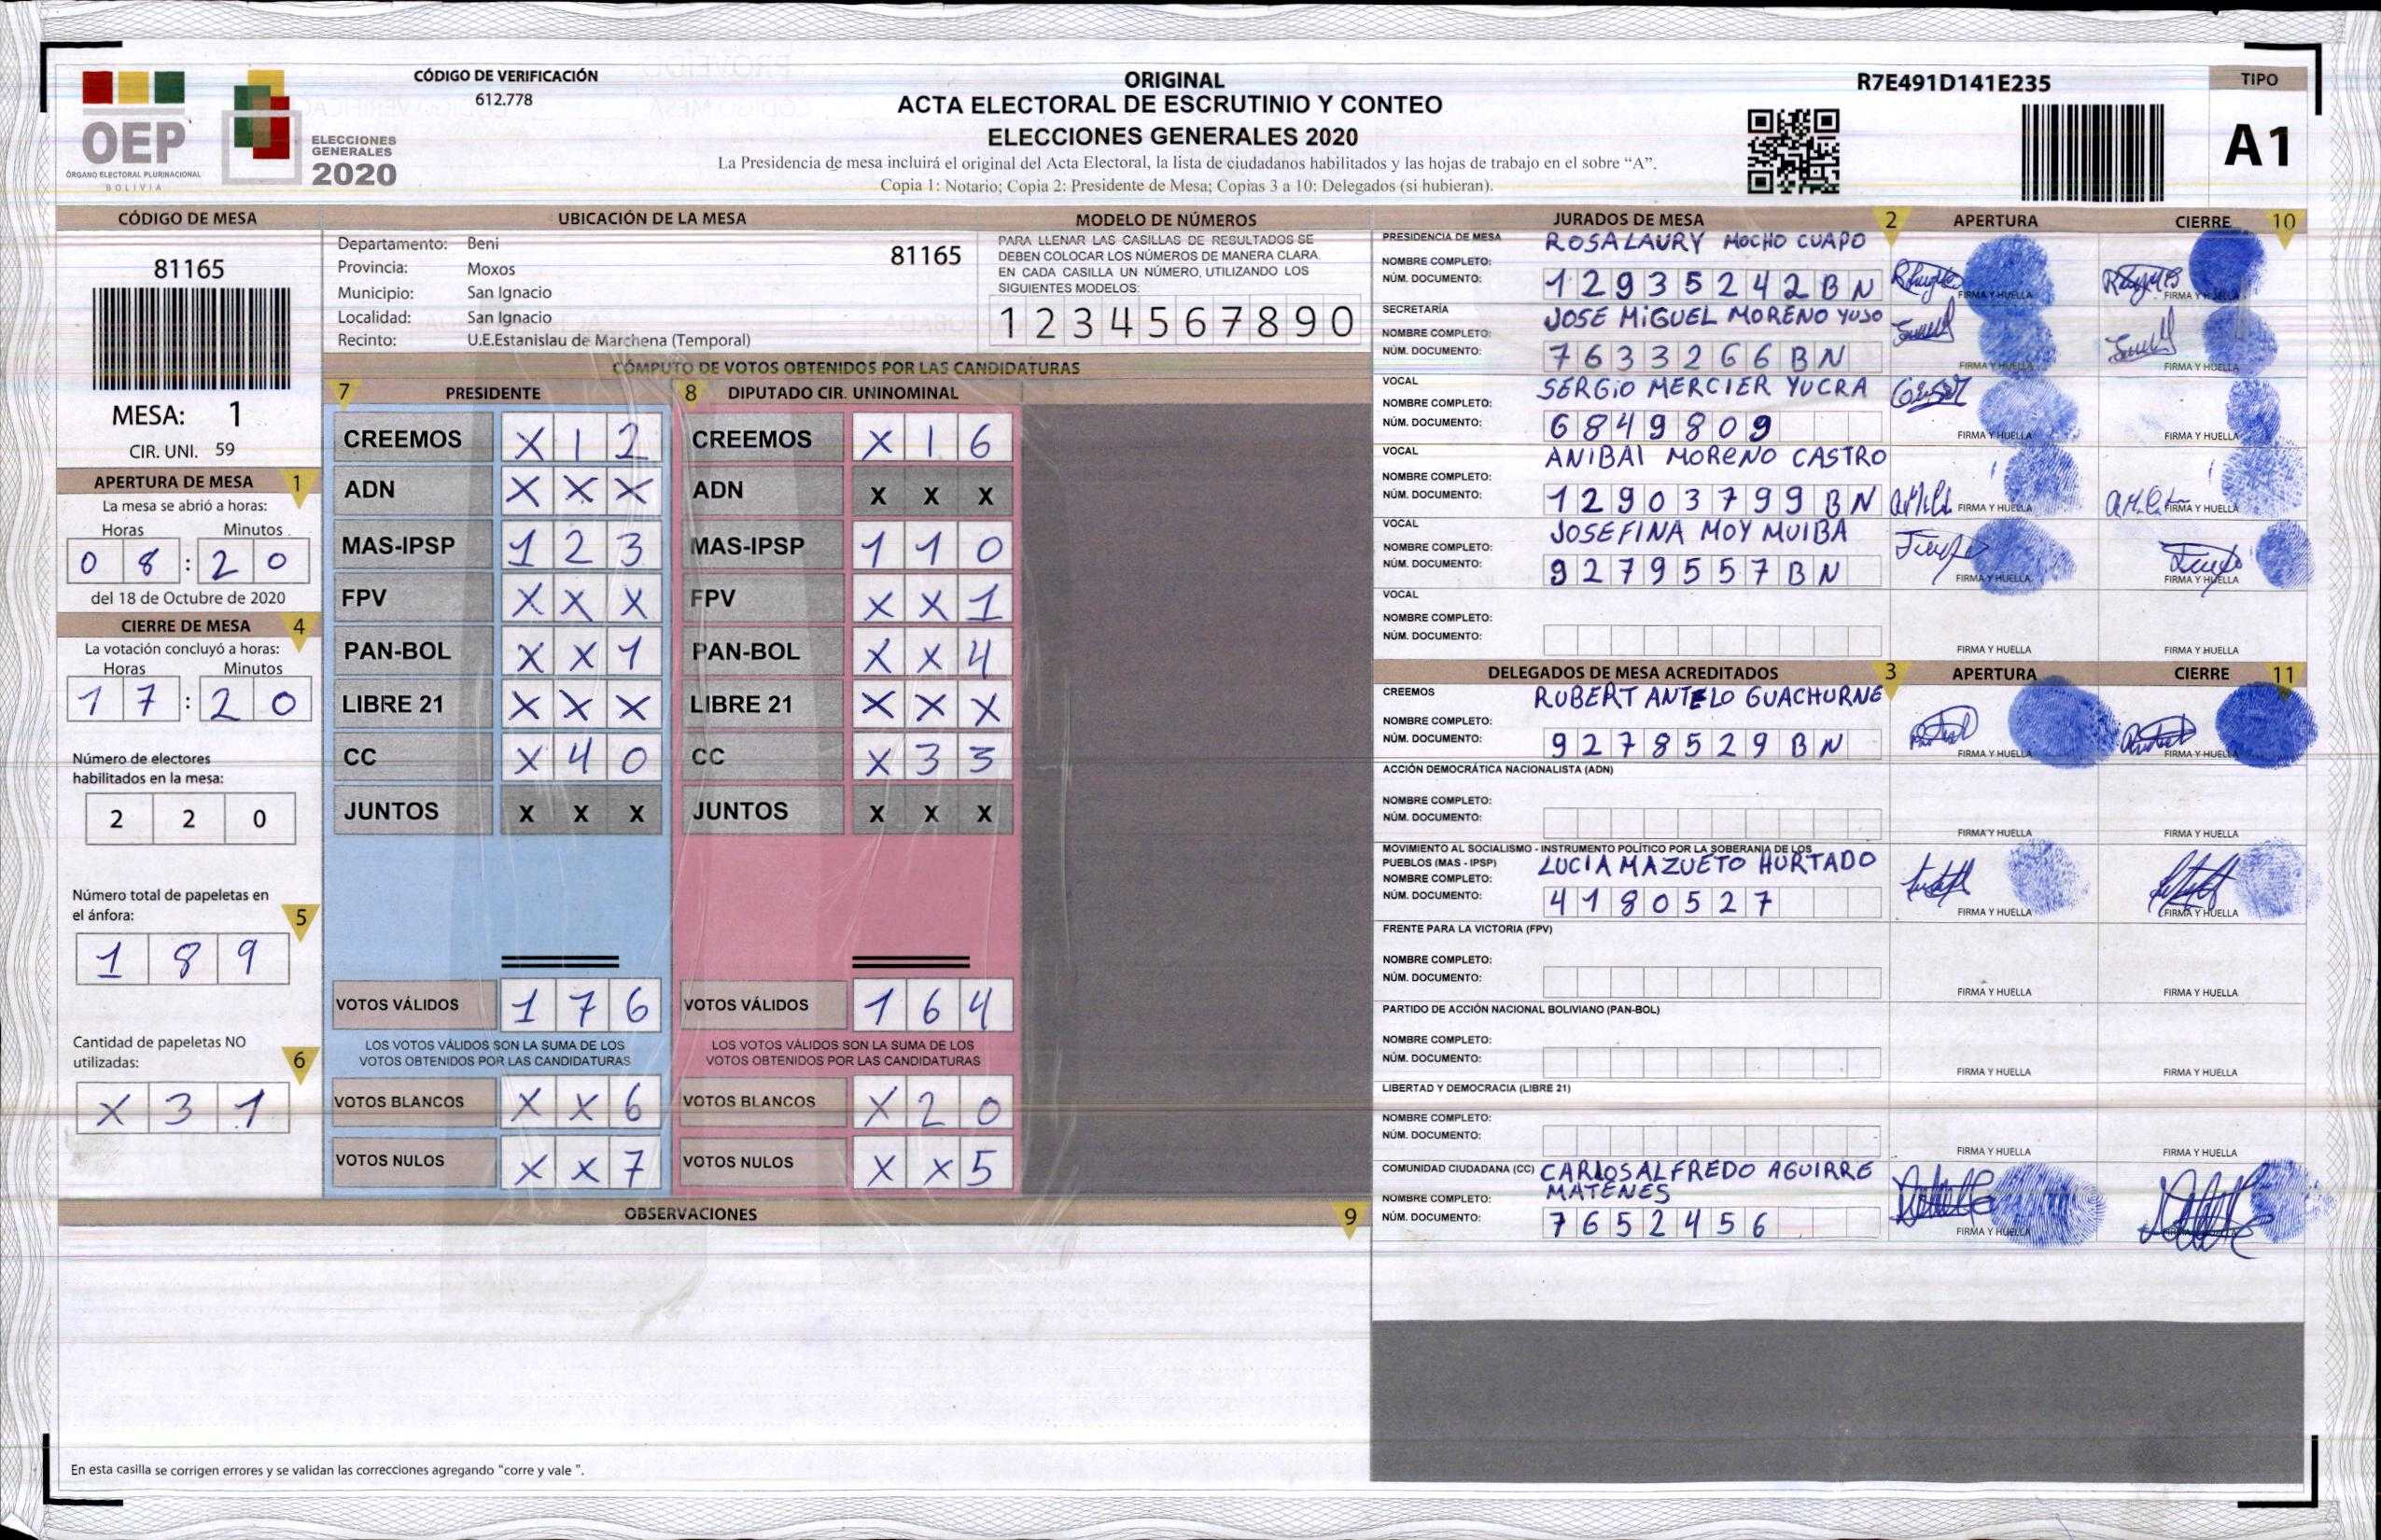 OEP
ÓRGANO ELECTORAL PLURINACIONAL
BOLIVIA
ELECCIONES
GENERALES
2020
CÓDIGO DE VERIFICACIÓN
612.778
ORIGINAL
ACTA ELECTORAL DE ESCRUTINIO Y CONTEO
ELECCIONES GENERALES 2020
La Presidencia de mesa incluirá el original del Acta Electoral, la lista de ciudadanos habilitados y las hojas de trabajo en el sobre “A”.
Copia 1: Notario; Copia 2: Presidente de Mesa; Copias 3 a 10: Delegados (si hubieran).
R7E491D141E235
TIPO
A1
CÓDIGO DE MESA
81165
MESA: 1
CIR. UNI. 59
APERTURA DE MESA 1
La mesa se abrió a horas:
Horas Minutos
0 8 : 2 0
del 18 de Octubre de 2020
CIERRE DE MESA 4
La votación concluyó a horas:
Horas Minutos
1 7 : 2 0
Número de electores
habilitados en la mesa:
2 2 0
Número total de papeletas en
el ánfora: 5
1 8 9
Cantidad de papeletas NO
utilizadas: 6
X 3 1
UBICACIÓN DE LA MESA
Departamento: Beni 81165
Provincia: Moxos
Municipio: San Ignacio
Localidad: San Ignacio
Recinto: U.E.Estanislau de Marchena (Temporal)
MODELO DE NÚMEROS
PARA LLENAR LAS CASILLAS DE RESULTADOS SE
DEBEN COLOCAR LOS NÚMEROS DE MANERA CLARA.
EN CADA CASILLA UN NÚMERO, UTILIZANDO LOS
SIGUIENTES MODELOS:
1 2 3 4 5 6 7 8 9 0
CÓMPUTO DE VOTOS OBTENIDOS POR LAS CANDIDATURAS
7 PRESIDENTE 8 DIPUTADO CIR. UNINOMINAL
CREEMOS X 1 2 CREEMOS X 1 6
ADN X X X ADN X X X
MAS-IPSP 1 2 3 MAS-IPSP 1 1 0
FPV X X X FPV X X 1
PAN-BOL X X 1 PAN-BOL X X 4
LIBRE 21 X X X LIBRE 21 X X X
CC X 4 0 CC X 3 3
JUNTOS X X X JUNTOS X X X
VOTOS VÁLIDOS 1 7 6 VOTOS VÁLIDOS 1 6 4
LOS VOTOS VÁLIDOS SON LA SUMA DE LOS LOS VOTOS VÁLIDOS SON LA SUMA DE LOS
VOTOS OBTENIDOS POR LAS CANDIDATURAS VOTOS OBTENIDOS POR LAS CANDIDATURAS
VOTOS BLANCOS X X 6 VOTOS BLANCOS X 2 0
VOTOS NULOS X X 7 VOTOS NULOS X X 5
OBSERVACIONES 9
En esta casilla se corrigen errores y se validan las correcciones agregando “corre y vale ”.
JURADOS DE MESA 2 APERTURA CIERRE 10
PRESIDENCIA DE MESA ROSALAURY MOCHO CUAPO
NOMBRE COMPLETO:
NÚM. DOCUMENTO: 1 2 9 3 5 2 4 2 B N FIRMA Y HUELLA FIRMA Y HUELLA
SECRETARÍA JOSE MiGUEL MORENO YUSO
NOMBRE COMPLETO:
NÚM. DOCUMENTO: 7 6 3 3 2 6 6 B N FIRMA Y HUELLA FIRMA Y HUELLA
VOCAL SERGiO MERCIER YUCRA
NOMBRE COMPLETO:
NÚM. DOCUMENTO: 6 8 4 9 8 0 9 FIRMA Y HUELLA FIRMA Y HUELLA
VOCAL ANIBAl MOReNO CASTRO
NOMBRE COMPLETO:
NÚM. DOCUMENTO: 1 2 9 0 3 7 9 9 B N FIRMA Y HUELLA FIRMA Y HUELLA
VOCAL JOSEFINA MOY MUIBA
NOMBRE COMPLETO:
NÚM. DOCUMENTO: 9 2 7 9 5 5 7 B N FIRMA Y HUELLA FIRMA Y HUELLA
VOCAL
NOMBRE COMPLETO:
NÚM. DOCUMENTO: FIRMA Y HUELLA FIRMA Y HUELLA
DELEGADOS DE MESA ACREDITADOS 3 APERTURA CIERRE 11
CREEMOS RUBERT ANTELO GUACHURNE
NOMBRE COMPLETO:
NÚM. DOCUMENTO: 9 2 7 8 5 2 9 B N FIRMA Y HUELLA FIRMA Y HUELLA
ACCIÓN DEMOCRÁTICA NACIONALISTA (ADN)
NOMBRE COMPLETO:
NÚM. DOCUMENTO: FIRMA Y HUELLA FIRMA Y HUELLA
MOVIMIENTO AL SOCIALISMO - INSTRUMENTO POLÍTICO POR LA SOBERANIA DE LOS
PUEBLOS (MAS - IPSP) LUCIA MAZUETO HURTADO
NOMBRE COMPLETO:
NÚM. DOCUMENTO: 4 1 8 0 5 2 7 FIRMA Y HUELLA FIRMA Y HUELLA
FRENTE PARA LA VICTORIA (FPV)
NOMBRE COMPLETO:
NÚM. DOCUMENTO: FIRMA Y HUELLA FIRMA Y HUELLA
PARTIDO DE ACCIÓN NACIONAL BOLIVIANO (PAN-BOL)
NOMBRE COMPLETO:
NÚM. DOCUMENTO: FIRMA Y HUELLA FIRMA Y HUELLA
LIBERTAD Y DEMOCRACIA (LIBRE 21)
NOMBRE COMPLETO:
NÚM. DOCUMENTO: FIRMA Y HUELLA FIRMA Y HUELLA
COMUNIDAD CIUDADANA (CC) CARLOS ALFREDO AGUIRRE
MATENES
NOMBRE COMPLETO:
NÚM. DOCUMENTO: 7 6 5 2 4 5 6 FIRMA Y HUELLA